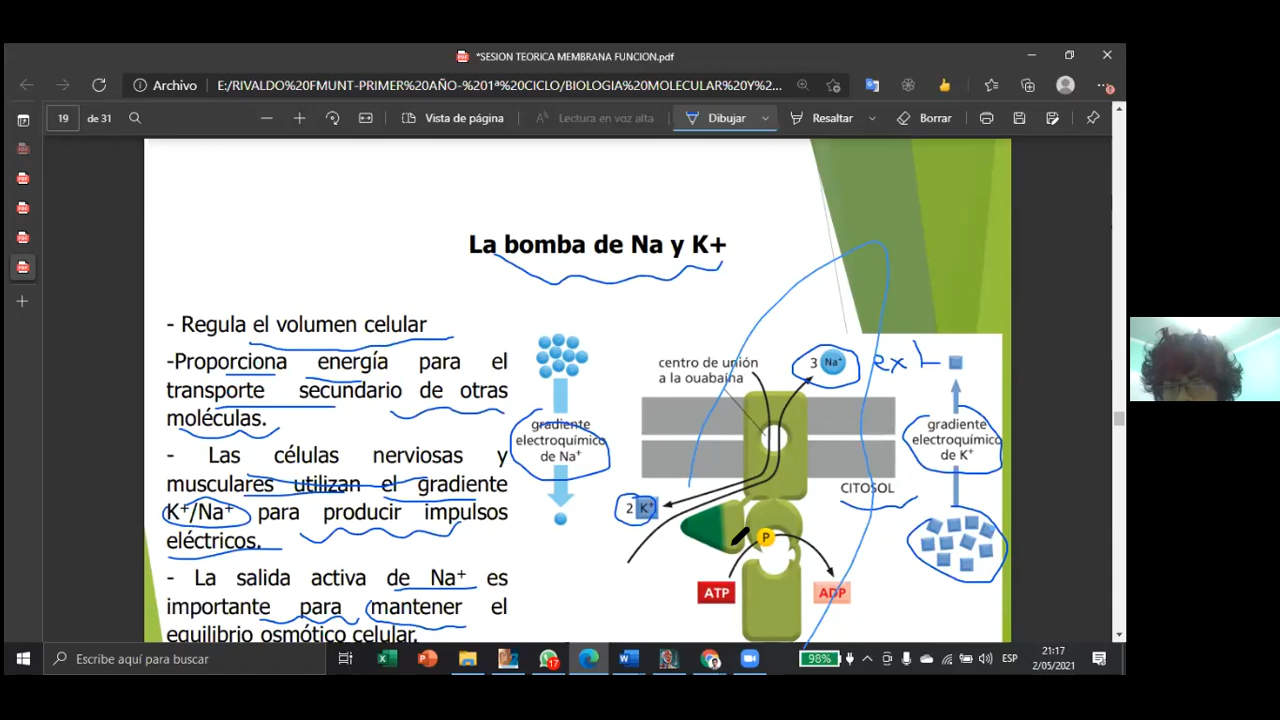 *SESION TEORICA MEMBRANA FUNCION.pdf
Archivo
E:/RIVALDO%20FMUNT-PRIMER%20AÑO-%201ª%20CICLO/BIOLOGIA%20MOLECULAR%20Y%2...
19 de 31
Vista de página
Lectura en voz alta
Dibujar
Resaltar
Borrar
La bomba de Na y K+
- Regula el volumen celular
-Proporciona energía para el
transporte secundario de otras
moléculas.
- Las células nerviosas y
musculares utilizan el gradiente
K+/Na+ para producir impulsos
eléctricos.
- La salida activa de Na+ es
importante para mantener el
equilibrio osmótico celular.
gradiente
electroquímico
de Na+
centro de unión
a la ouabaína
3 Na+
ex
2 K+
CITOSOL
P
ATP
ADP
gradiente
electroquímico
de K+
Escribe aquí para buscar
17
98%
ESP
21:17
2/05/2021